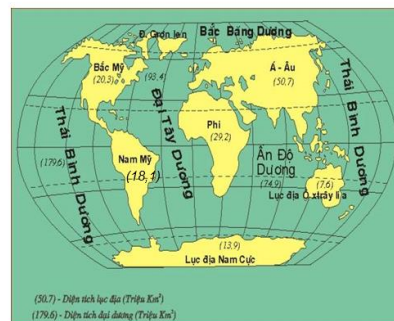 Đ. Grơn len
Bắc Băng Dương
Bắc Mỹ
(20,3)
(93,4)
Á - Âu
(50,7)
Thái Bình Dương
Đại Tây Dương
Thái Bình Dương
Phi
(29,2)
(179,6)
Nam Mỹ
(18,1)
Ấn Độ
Dương
(74,9)
(7,6)
Lục địa Ô xtrây lia
(13,9)
Lục địa Nam Cực
(50,7) - Diện tích lục địa (Triệu Km²)
(179,6) - Diện tích đại dương (Triệu Km²)